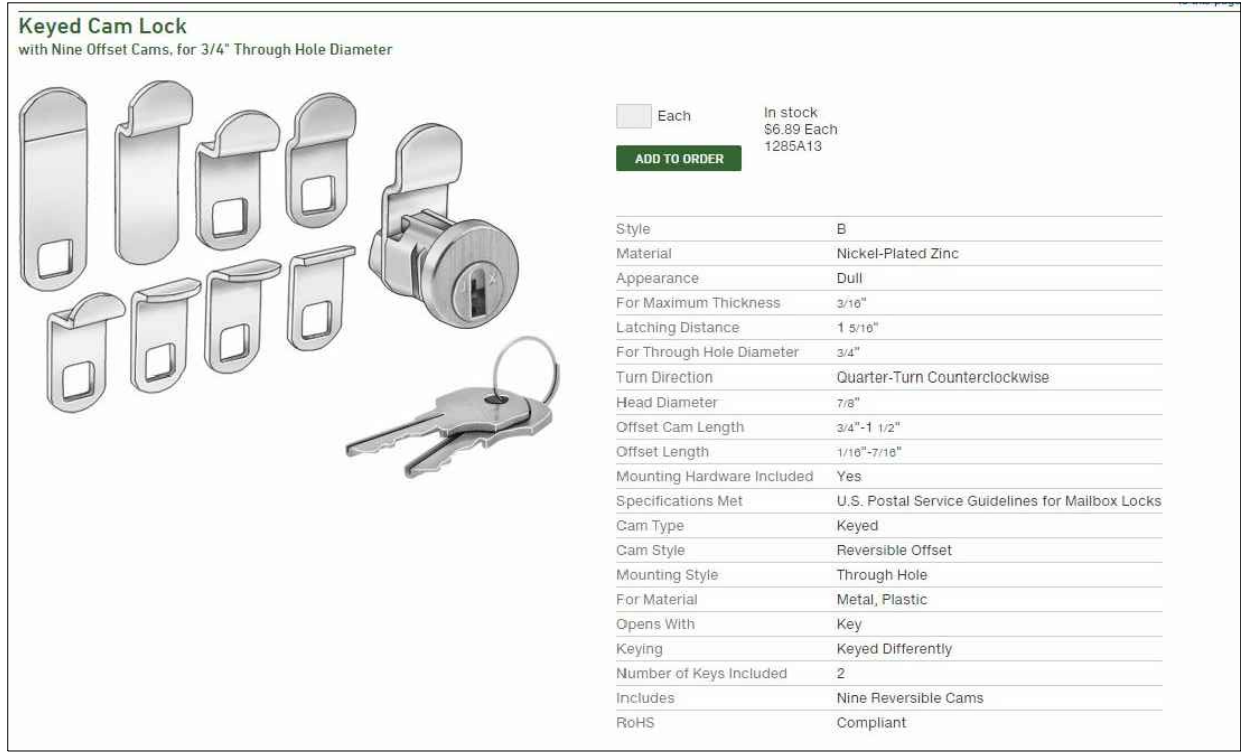 Keyed Cam Lock
with Nine Offset Cams, for 3/4" Through Hole Diameter
Each
In stock
$6.89 Each
1285A13
ADD TO ORDER
Style B
Material Nickel-Plated Zinc
Appearance Dull
For Maximum Thickness 3/16"
Latching Distance 1 5/16"
For Through Hole Diameter 3/4"
Turn Direction Quarter-Turn Counterclockwise
Head Diameter 7/8"
Offset Cam Length 3/4"-1 1/2"
Offset Length 1/16"-7/16"
Mounting Hardware Included Yes
Specifications Met U.S. Postal Service Guidelines for Mailbox Locks
Cam Type Keyed
Cam Style Reversible Offset
Mounting Style Through Hole
For Material Metal, Plastic
Opens With Key
Keying Keyed Differently
Number of Keys Included 2
Includes Nine Reversible Cams
RoHS Compliant